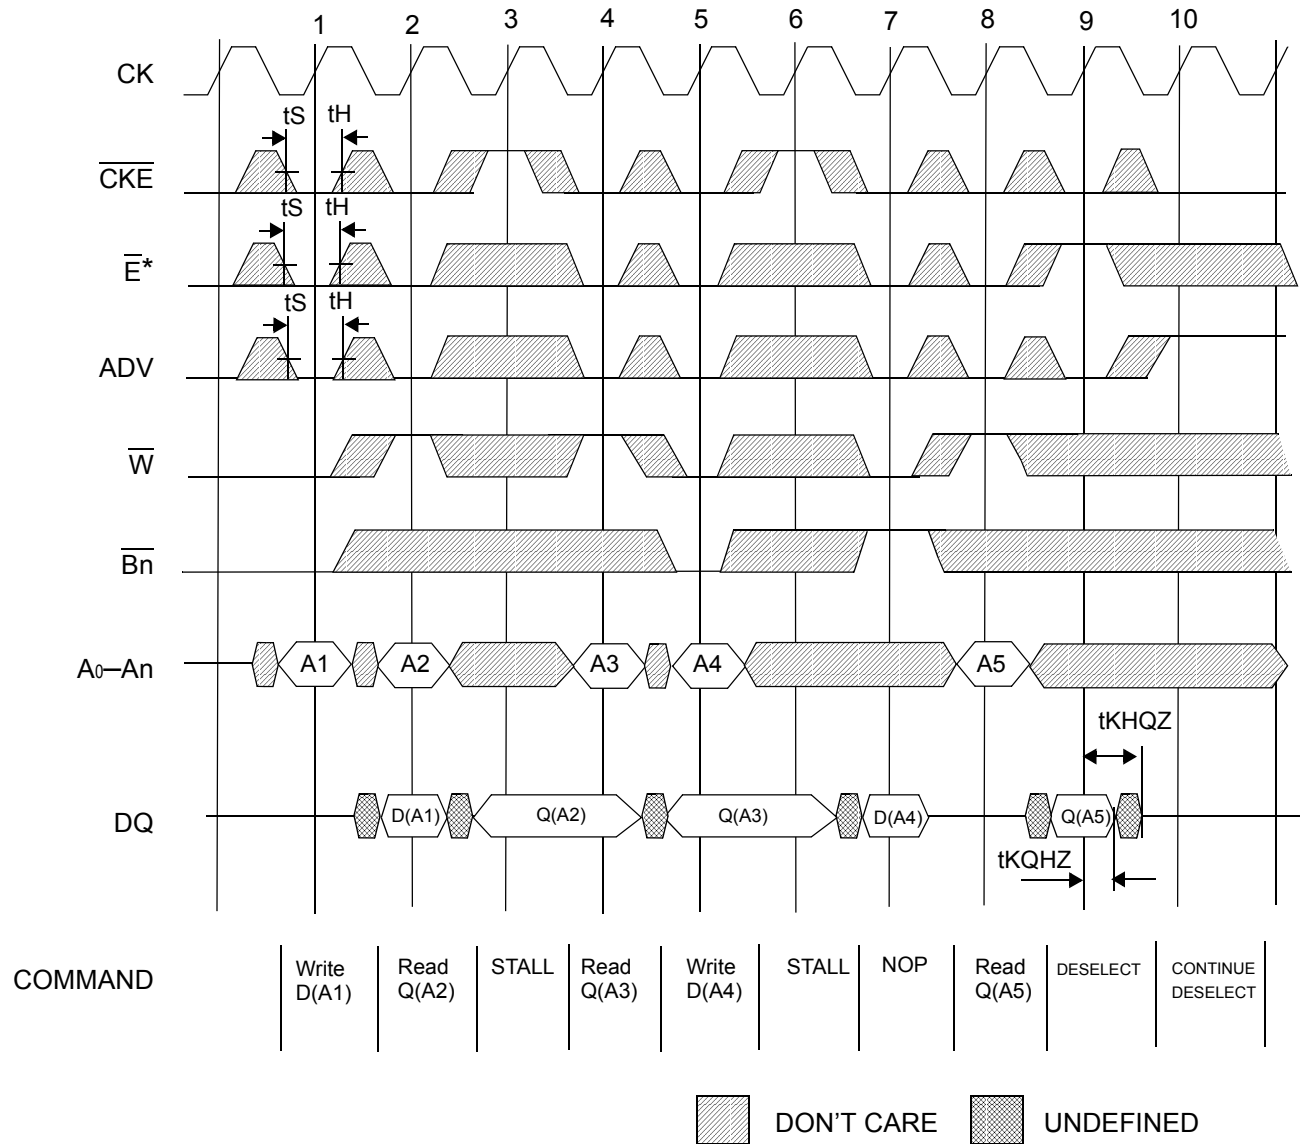 1 2 3 4 5 6 7 8 9 10
CK
tS tH
CKE
tS tH
E*
tS tH
ADV
W
Bn
A0–An A1 A2 A3 A4 A5
tKHQZ
DQ D(A1) Q(A2) Q(A3) D(A4) Q(A5)
tKQHZ
COMMAND
Write D(A1)
Read Q(A2)
STALL
Read Q(A3)
Write D(A4)
STALL
NOP
Read Q(A5)
DESELECT
CONTINUE DESELECT
DON'T CARE UNDEFINED